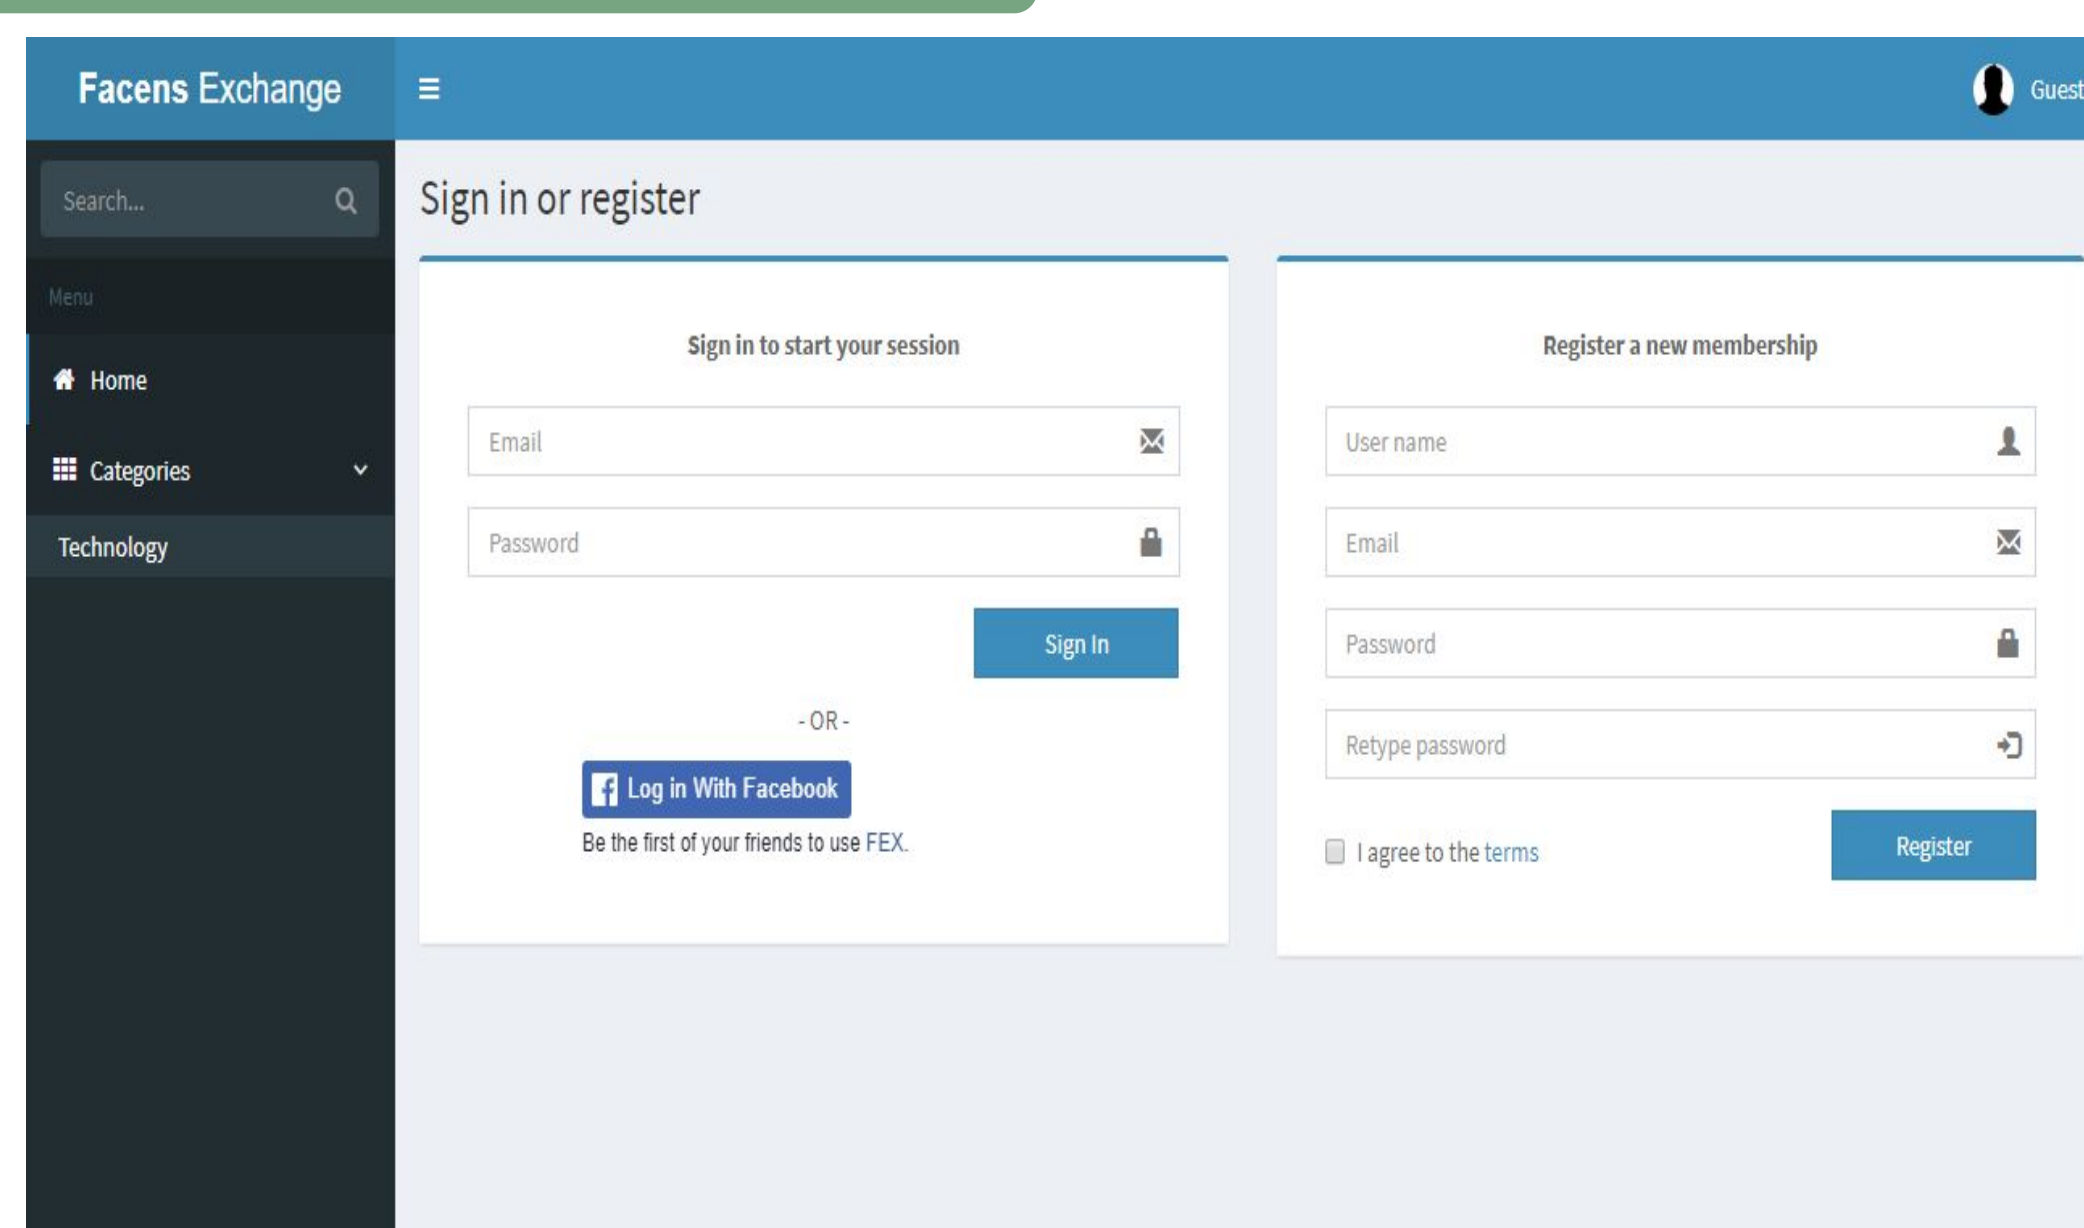 Facens Exchange
Guest
Search...
Menu
Home
Categories
Technology
Sign in or register
Sign in to start your session
Email
Password
Sign In
- OR -
Log in With Facebook
Be the first of your friends to use FEX.
Register a new membership
User name
Email
Password
Retype password
I agree to the terms
Register